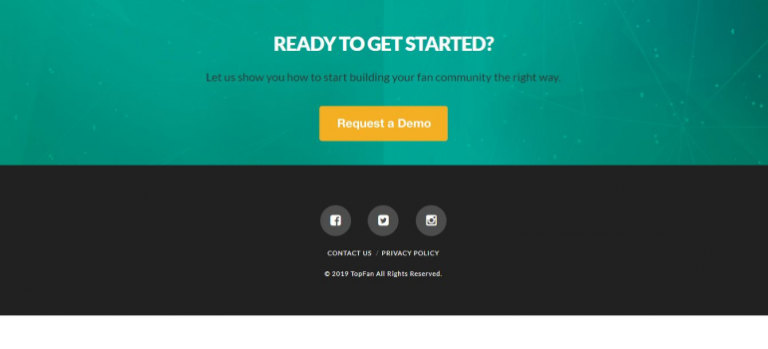 READY TO GET STARTED?
Let us show you how to start building your fan community the right way.
Request a Demo
CONTACT US / PRIVACY POLICY
© 2019 TopFan All Rights Reserved.